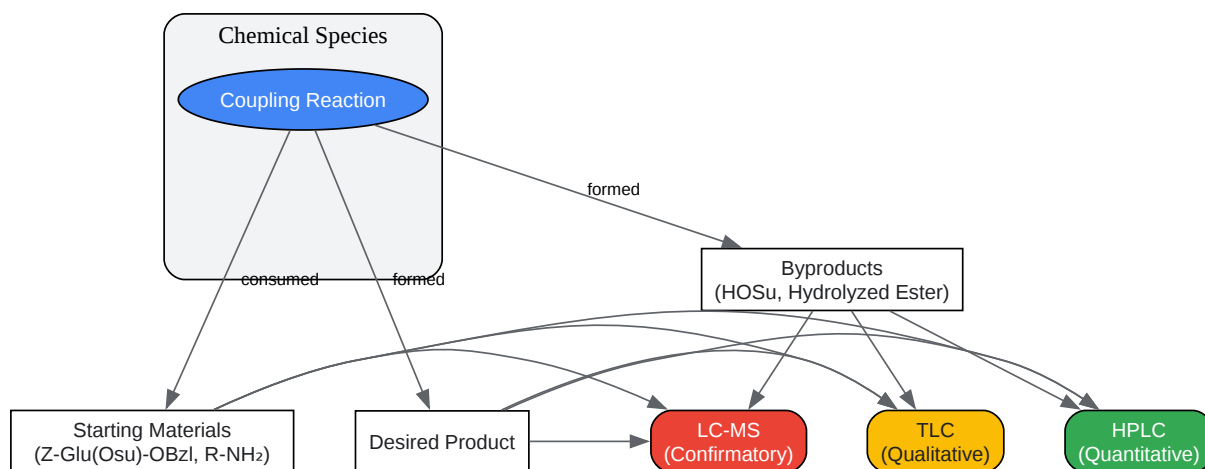 Chemical Species
Coupling Reaction
formed
consumed
formed
Byproducts
(HOSu, Hydrolyzed Ester)
Starting Materials
(Z-Glu(Osu)-OBzl, R-NH₂)
Desired Product
LC-MS
(Confirmatory)
TLC
(Qualitative)
HPLC
(Quantitative)